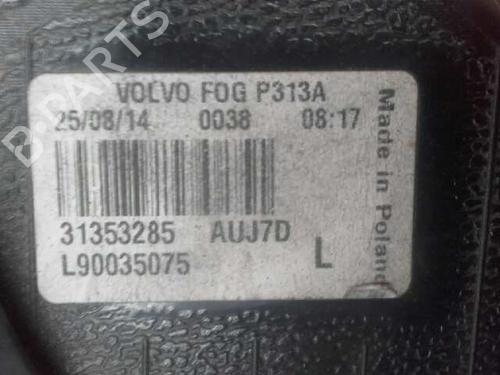 VOLVO FOG P313A
25/08/14 0038 08:17
31353285 AUJ7D
L90035075 L
Made in Poland
B-PARTS